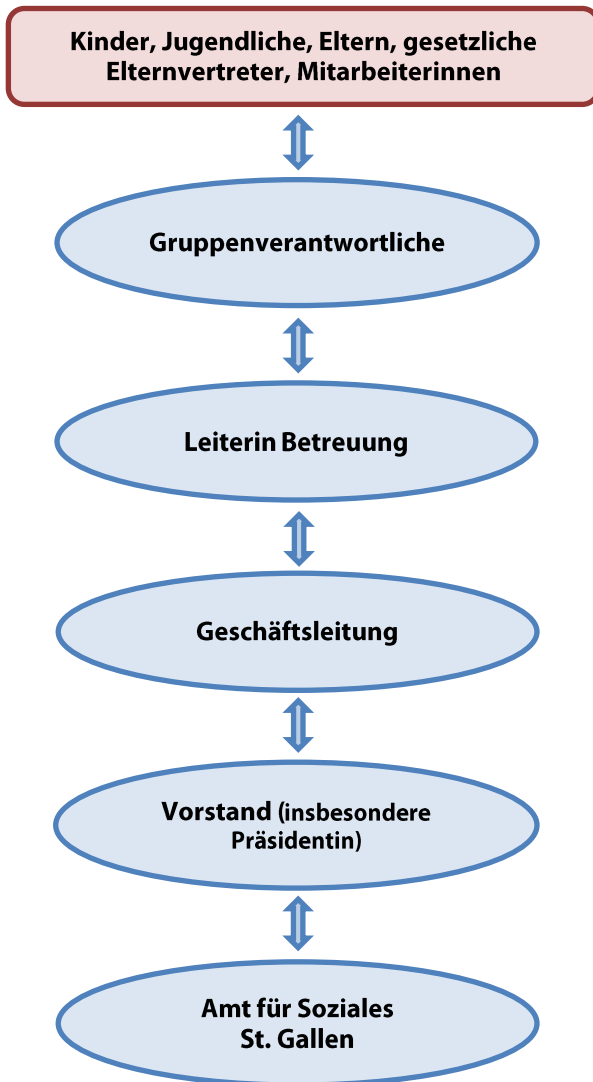 Kinder, Jugendliche, Eltern, gesetzliche
Elternvertreter, Mitarbeiterinnen
Gruppenverantwortliche
Leiterin Betreuung
Geschäftsleitung
Vorstand (insbesondere
Präsidentin)
Amt für Soziales
St. Gallen